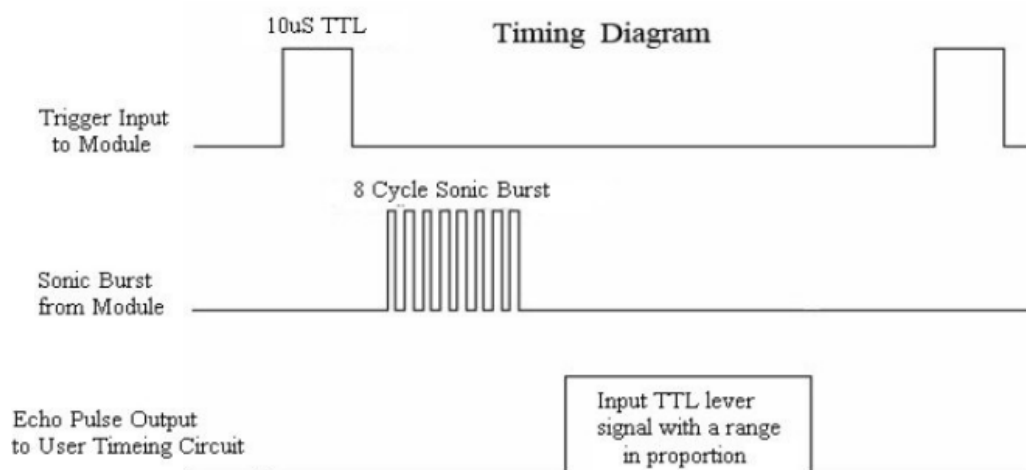 10uS TTL
Timing Diagram
Trigger Input
to Module
8 Cycle Sonic Burst
Sonic Burst
from Module
Echo Pulse Output
to User Timeing Circuit
Input TTL lever
signal with a range
in proportion